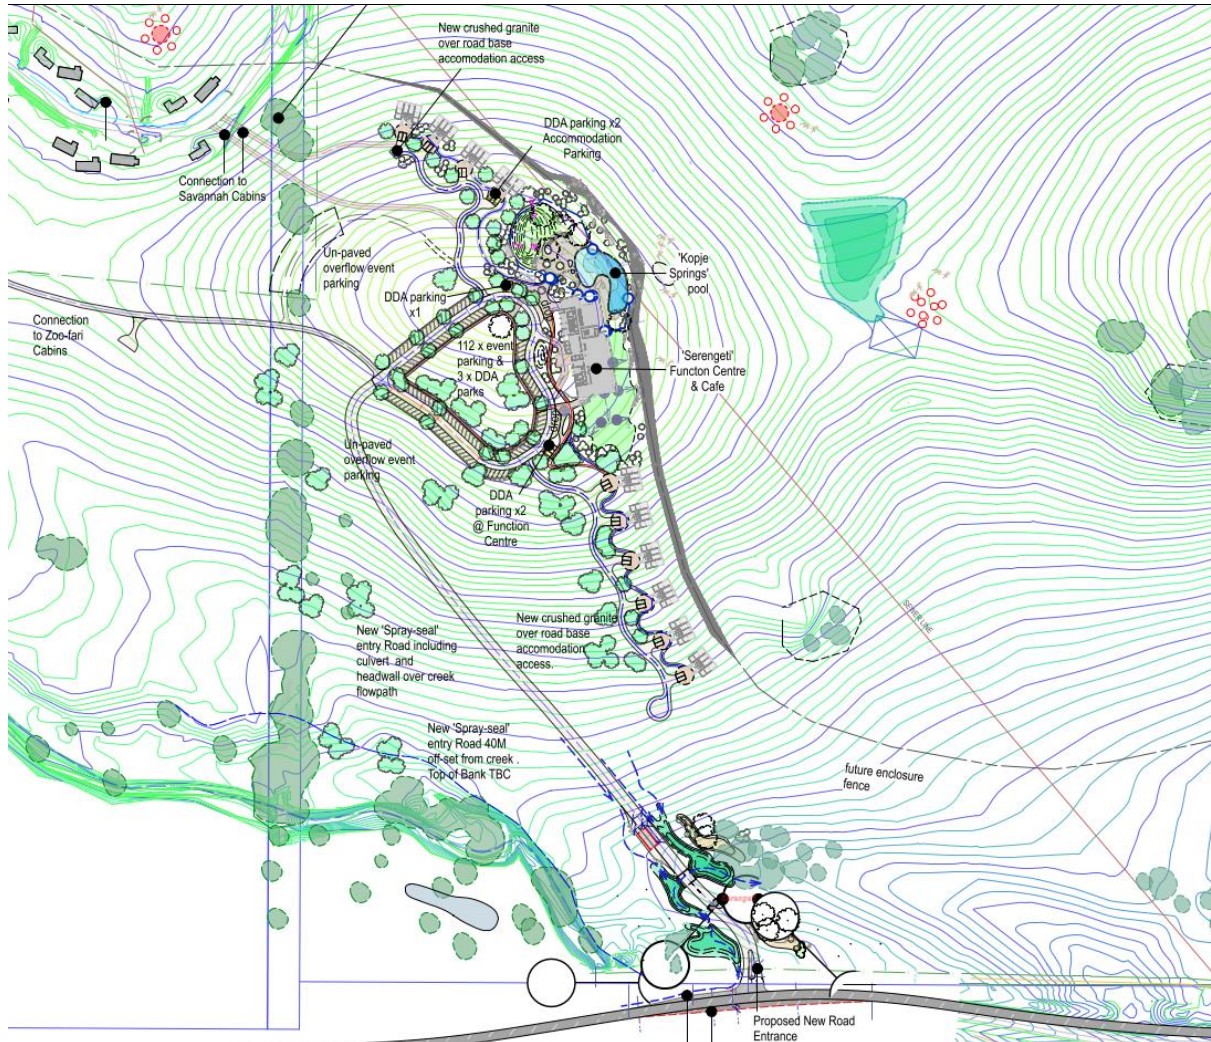 New crushed granite
over road base
accomodation access
DDA parking x2
Accommodation
Parking
Connection to
Savannah Cabins
Un-paved
overflow event
parking
'Kopje
Springs'
pool
DDA parking
x1
Connection
to Zoo-fari
Cabins
112 x event
parking &
3 x DDA
parks
'Serengeti'
Functon Centre
& Cafe
Un-paved
overflow event
parking
DDA
parking x2
@ Function
Centre
SEWER LINE
New crushed granite
over road base
accomodation
access.
New 'Spray-seal'
entry Road including
culvert and
headwall over creek
flowpath
New 'Spray-seal'
entry Road 40M
off-set from creek .
Top of Bank TBC
future enclosure
fence
Proposed New Road
Entrance